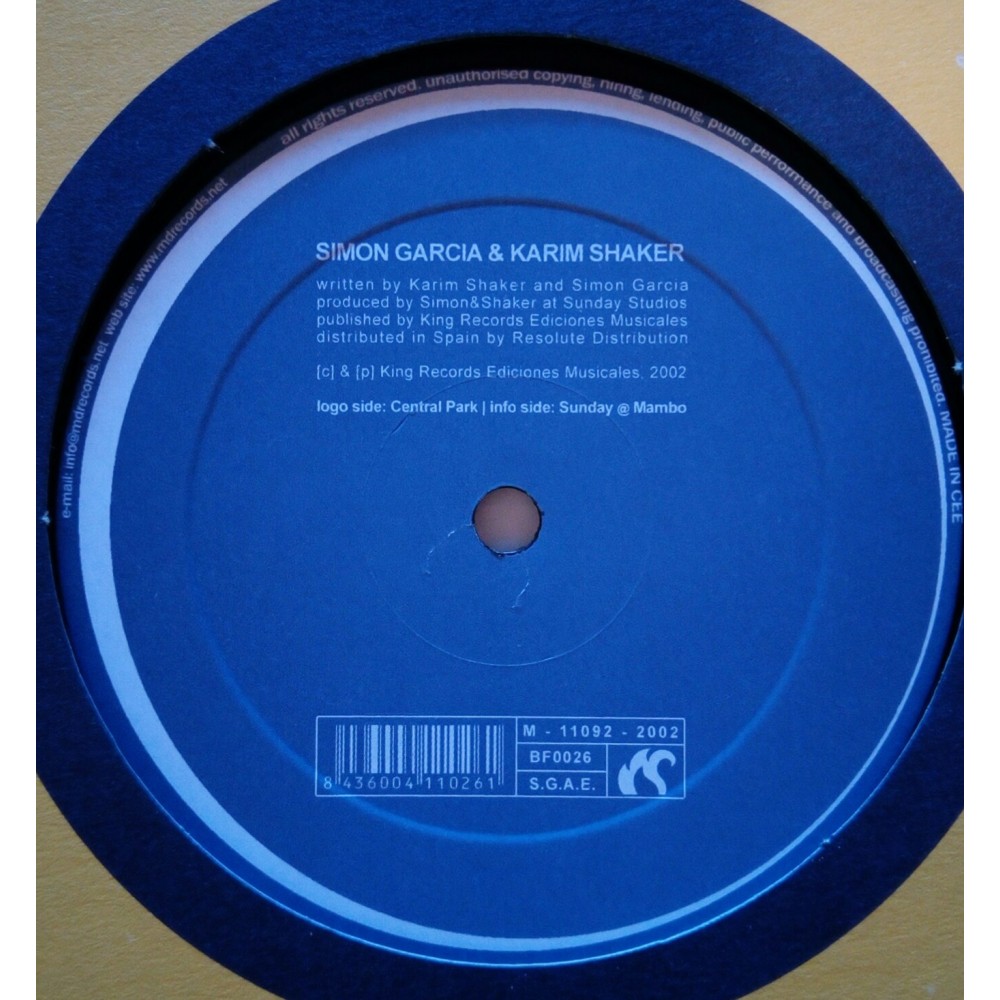 e-mail: info@mdrecords.net web site: www.mdrecords.net all rights reserved. unauthorised copying, hiring, lending, public performance and broadcasting prohibited. MADE IN CEE
SIMON GARCIA & KARIM SHAKER
written by Karim Shaker and Simon Garcia
produced by Simon&Shaker at Sunday Studios
published by King Records Ediciones Musicales
distributed in Spain by Resolute Distribution
[c] & [p] King Records Ediciones Musicales, 2002
logo side: Central Park | info side: Sunday @ Mambo
M - 11092 - 2002
BF0026
S.G.A.E.
8 436004 110261